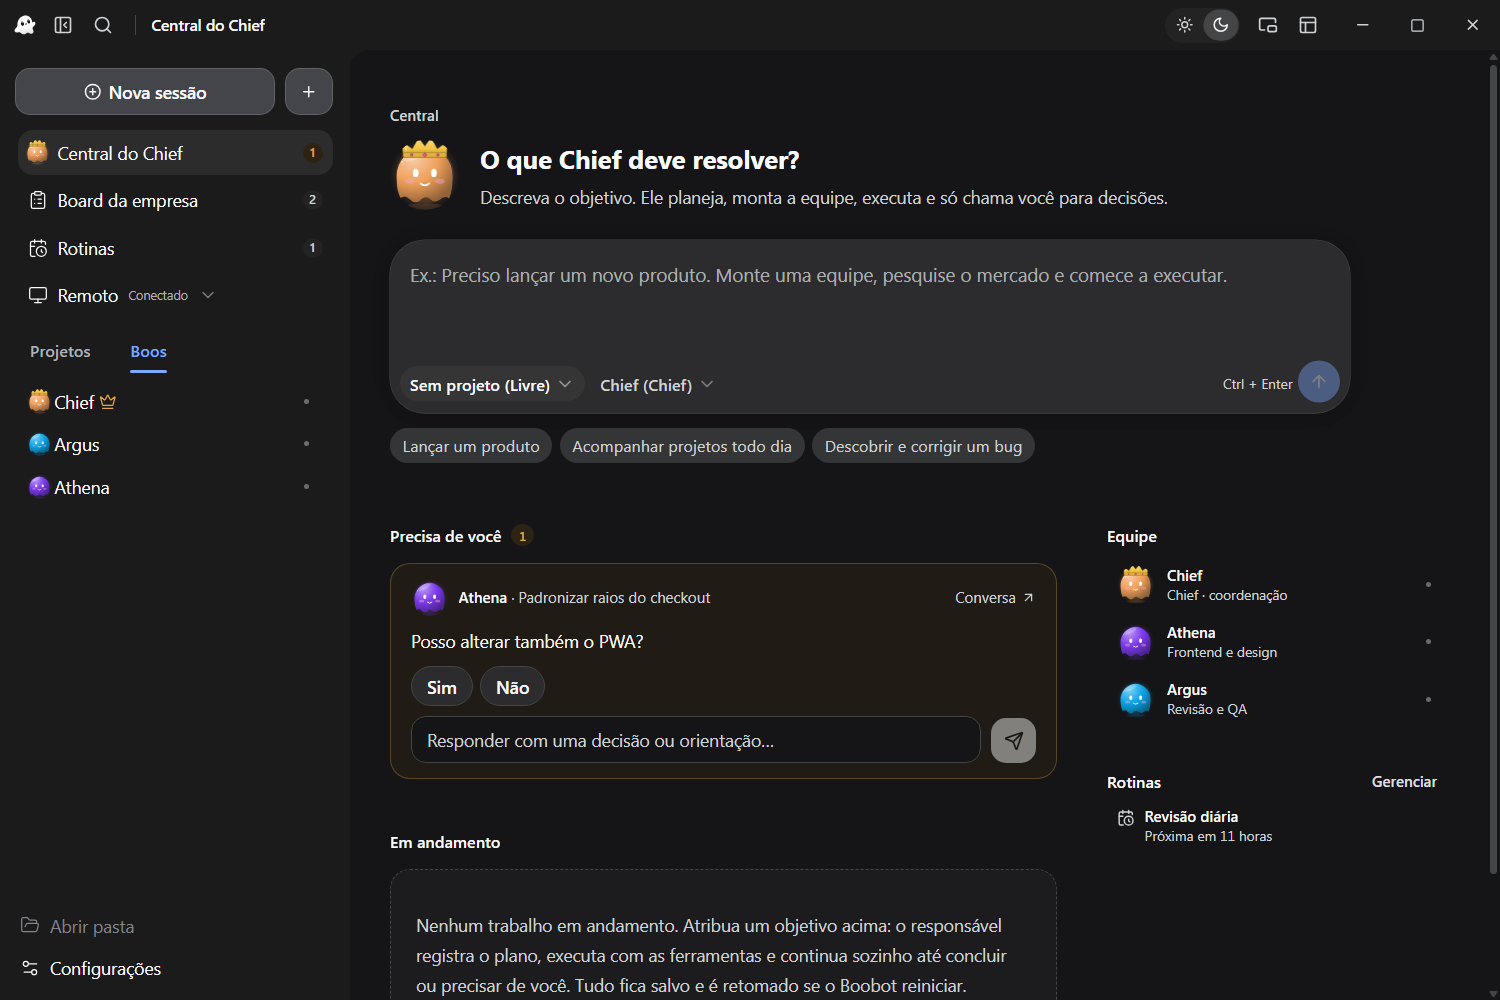 Central do Chief
Nova sessão
Central do Chief 1
Board da empresa 2
Rotinas 1
Remoto Conectado
Projetos Boos
Chief
Argus
Athena
Abrir pasta
Configurações
Central
O que Chief deve resolver?
Descreva o objetivo. Ele planeja, monta a equipe, executa e só chama você para decisões.
Ex.: Preciso lançar um novo produto. Monte uma equipe, pesquise o mercado e comece a executar.
Sem projeto (Livre) Chief (Chief) Ctrl + Enter
Lançar um produto Acompanhar projetos todo dia Descobrir e corrigir um bug
Precisa de você 1
Athena · Padronizar raios do checkout Conversa
Posso alterar também o PWA?
Sim Não
Responder com uma decisão ou orientação...
Em andamento
Nenhum trabalho em andamento. Atribua um objetivo acima: o responsável
registra o plano, executa com as ferramentas e continua sozinho até concluir
ou precisar de você. Tudo fica salvo e é retomado se o Boobot reiniciar.
Equipe
Chief
Chief · coordenação
Athena
Frontend e design
Argus
Revisão e QA
Rotinas Gerenciar
Revisão diária
Próxima em 11 horas